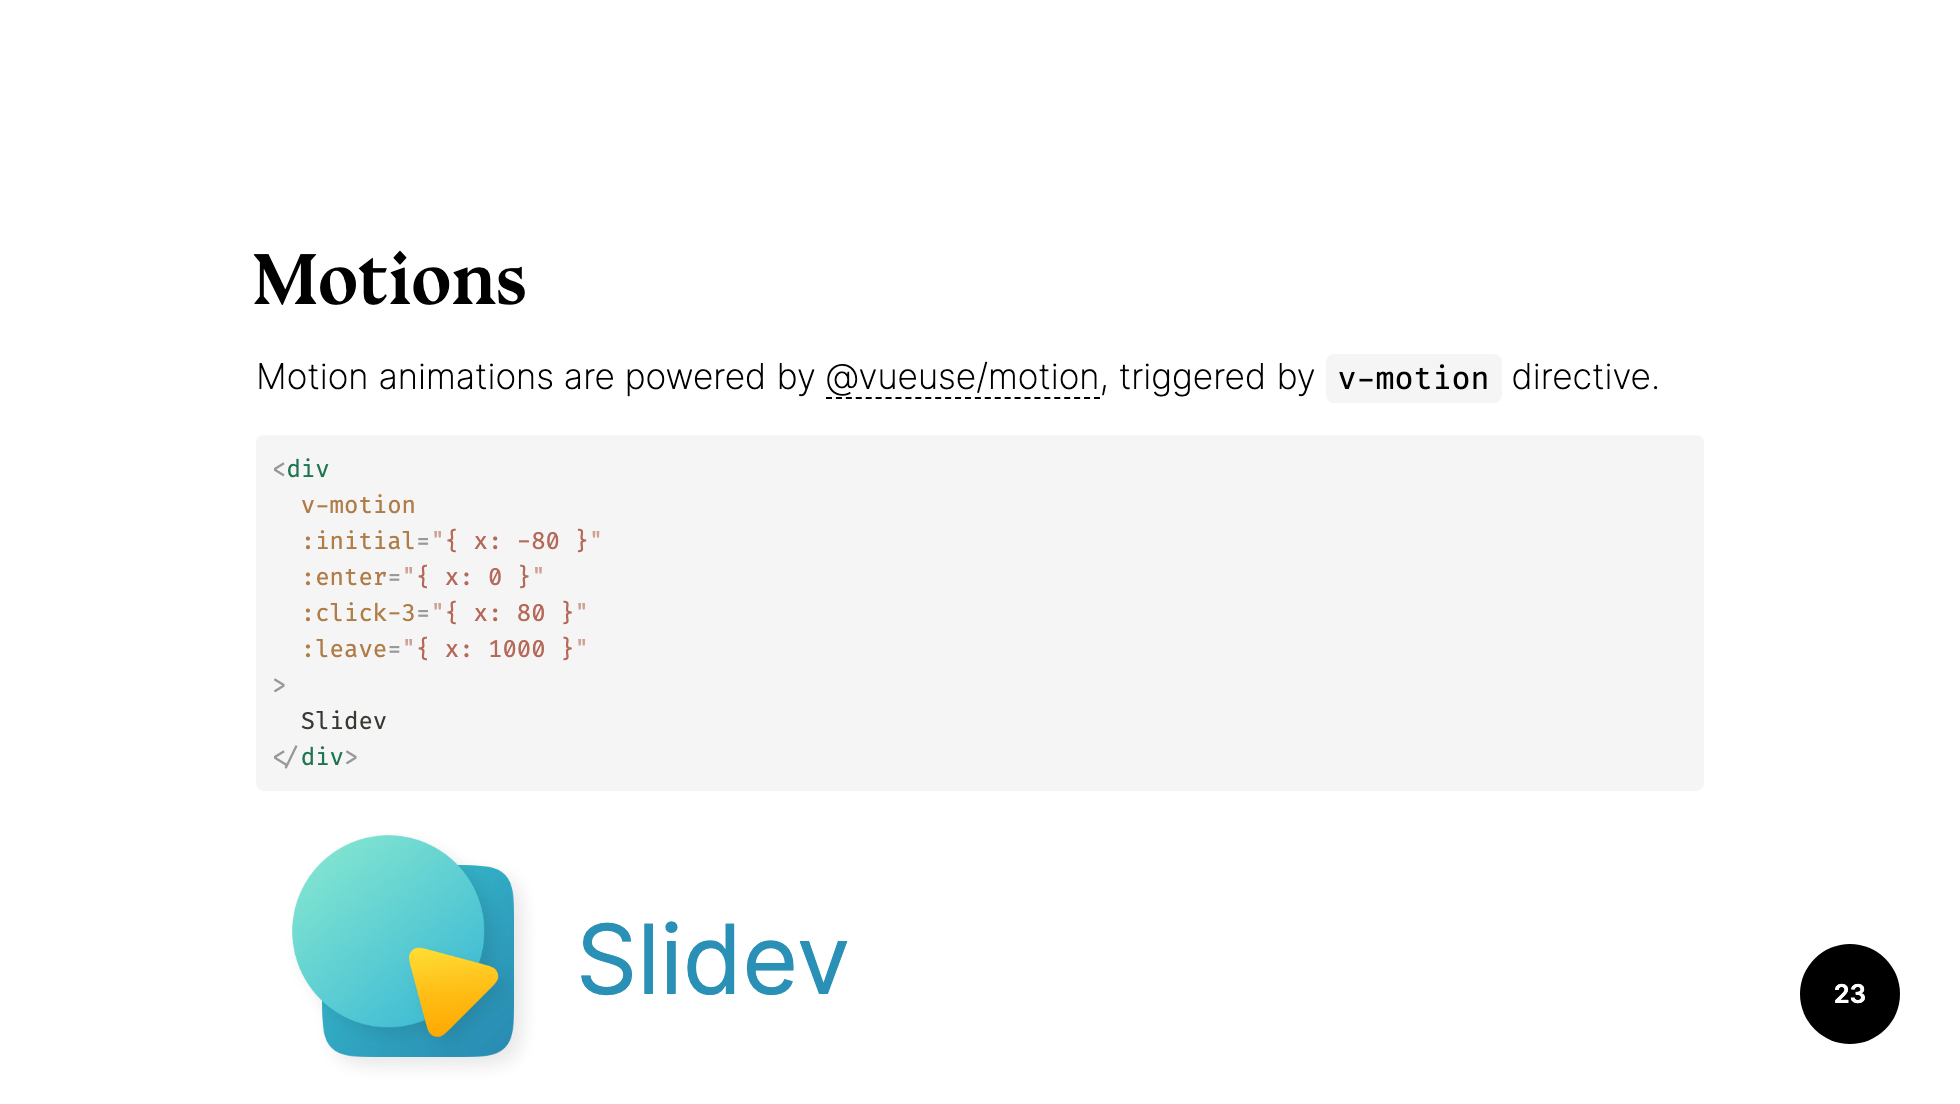 Motions
Motion animations are powered by @vueuse/motion, triggered by v-motion directive.
<div
  v-motion
  :initial="{ x: -80 }"
  :enter="{ x: 0 }"
  :click-3="{ x: 80 }"
  :leave="{ x: 1000 }"
>
  Slidev
</div>
Slidev
23